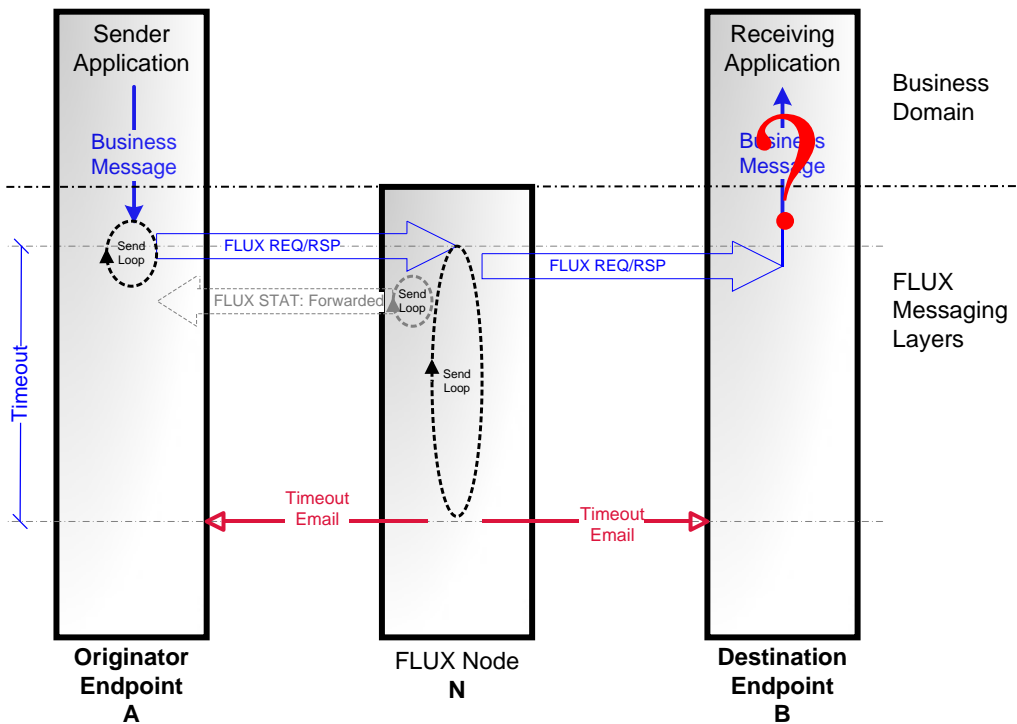 Sender
Application
Receiving
Application
Business
Domain
Business
Message
Business
Message
?
Send
Loop
FLUX REQ/RSP
FLUX REQ/RSP
FLUX STAT: Forwarded
Send
Loop
FLUX
Messaging
Layers
Timeout
Send
Loop
Timeout
Email
Timeout
Email
Originator
Endpoint
A
FLUX Node
N
Destination
Endpoint
B